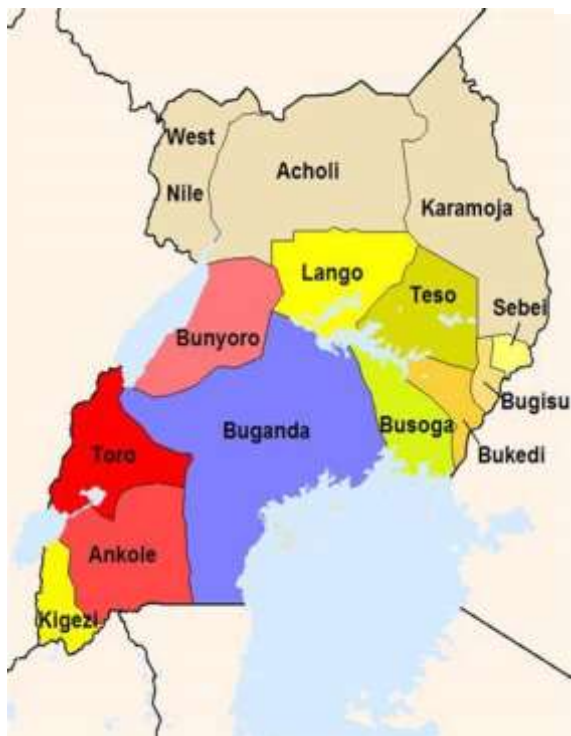 West
Nile
Acholi
Karamoja
Lango
Teso
Sebei
Bunyoro
Bugisu
Buganda
Busoga
Bukedi
Toro
Ankole
Kigezi